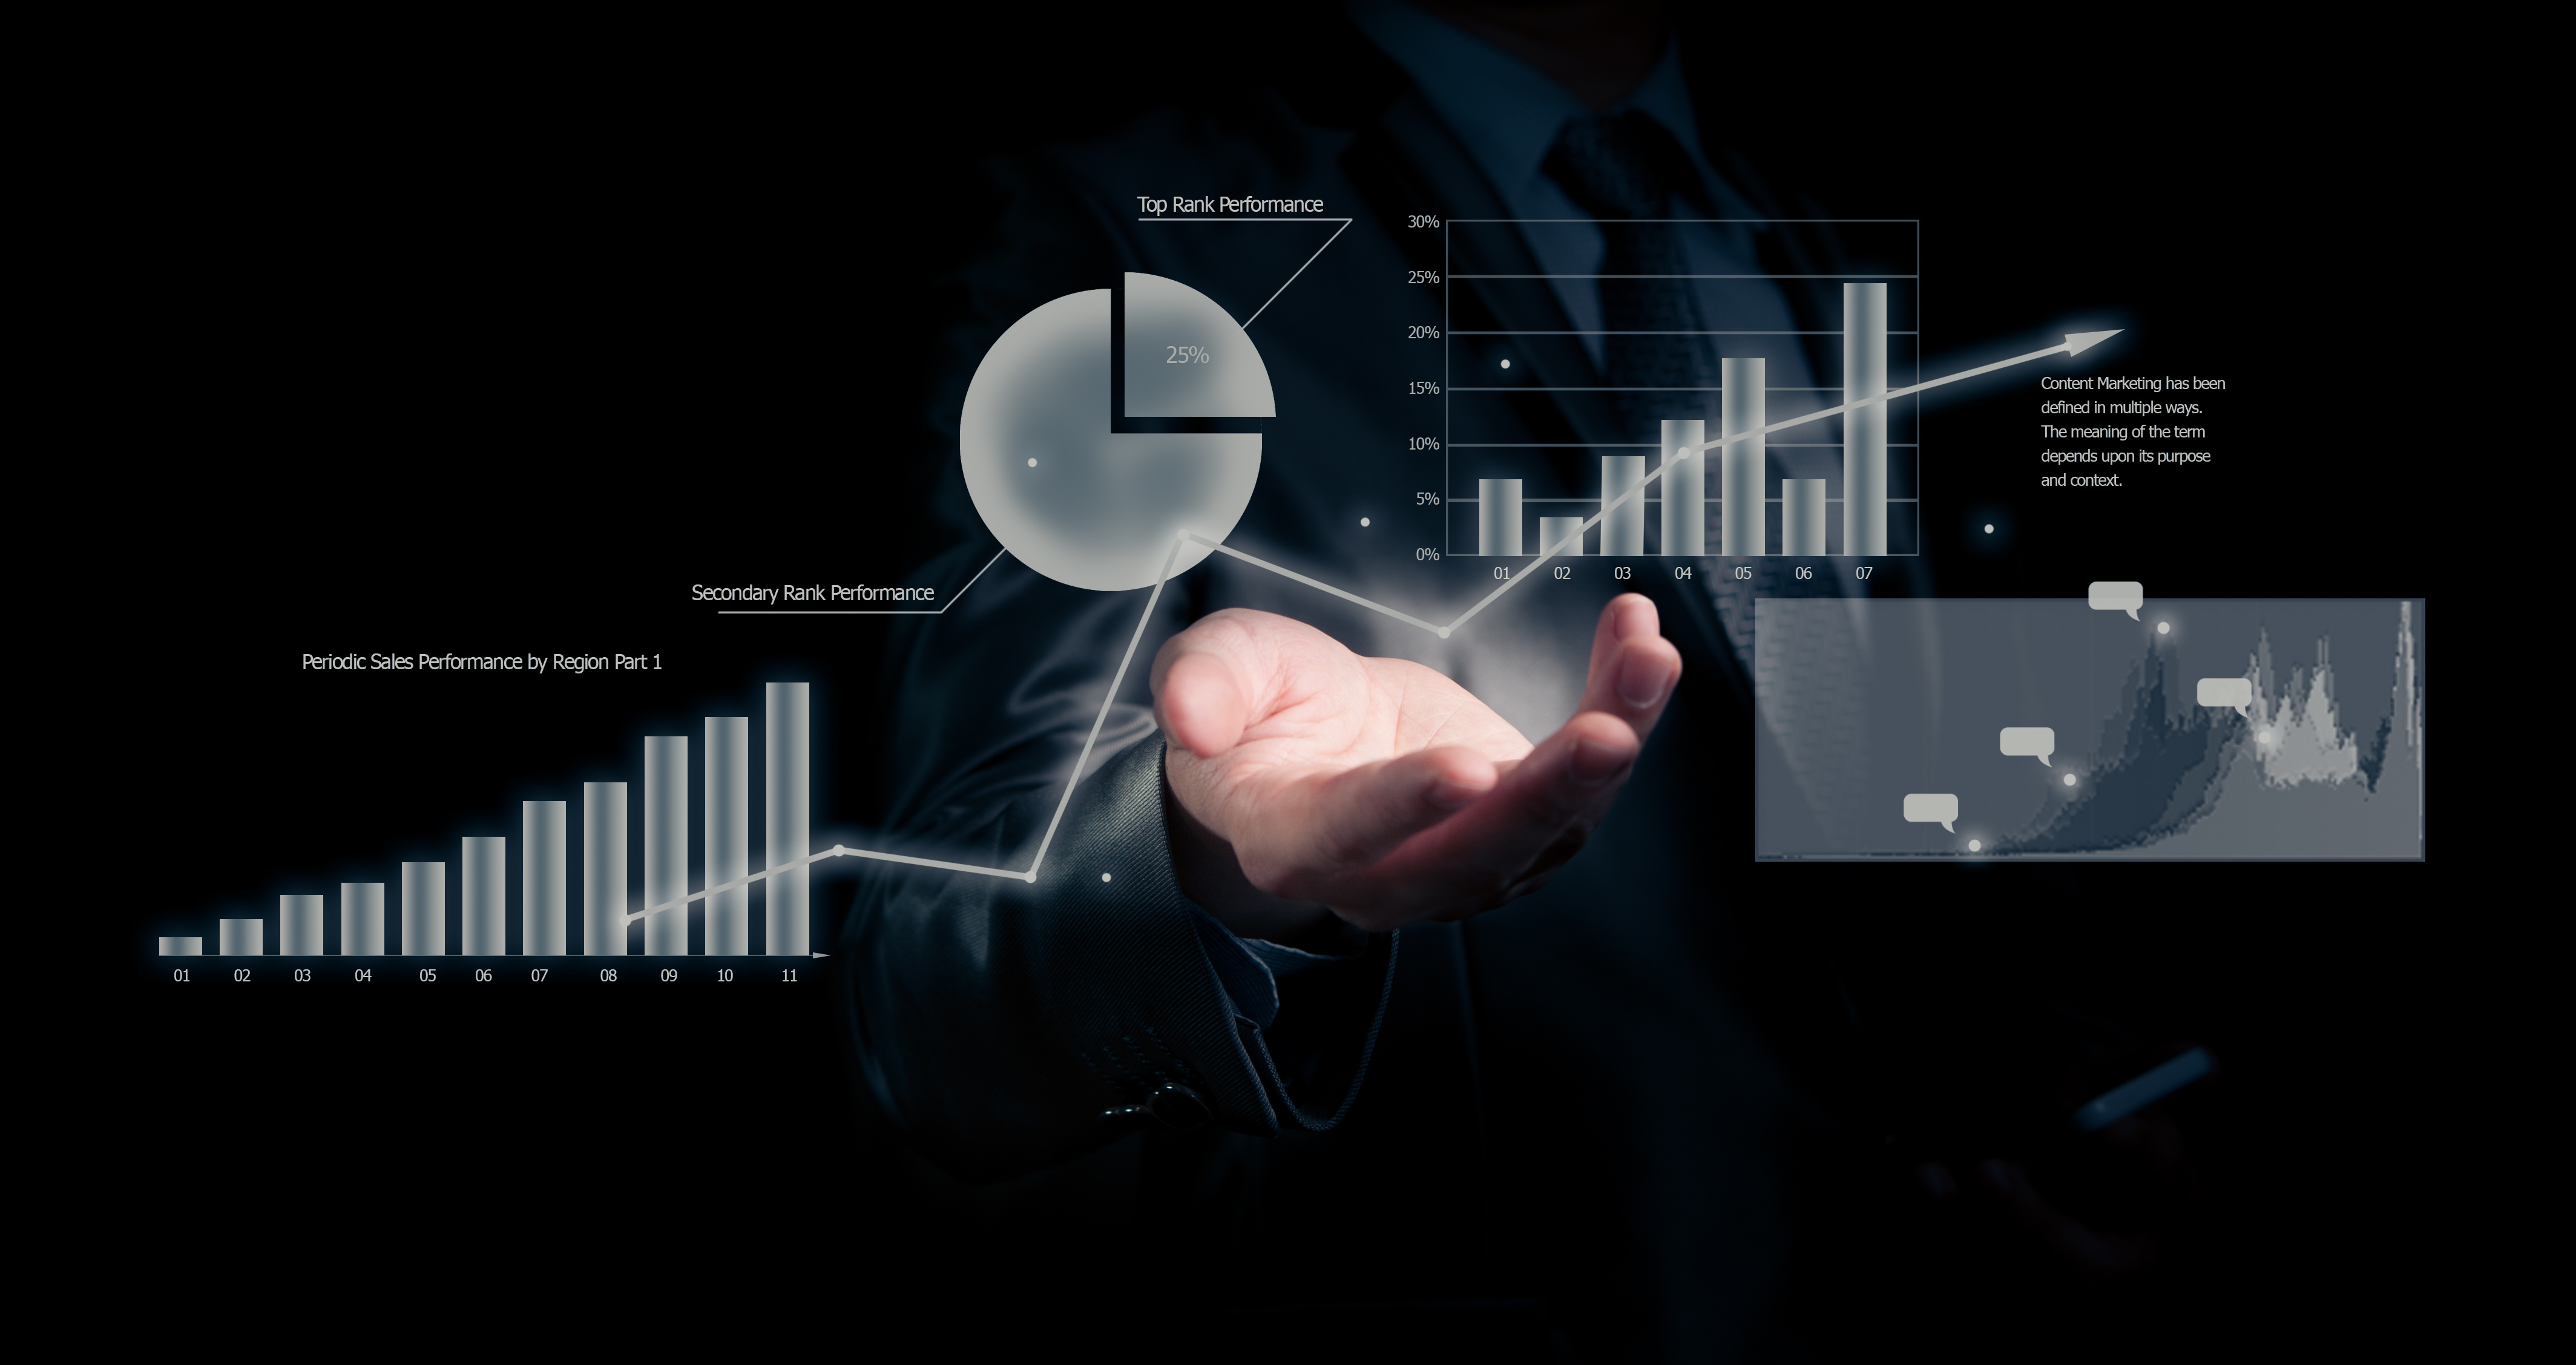 Top Rank Performance
25%
Secondary Rank Performance
Periodic Sales Performance by Region Part 1
01 02 03 04 05 06 07 08 09 10 11
30%
25%
20%
15%
10%
5%
0%
01 02 03 04 05 06 07
Content Marketing has been
defined in multiple ways.
The meaning of the term
depends upon its purpose
and context.